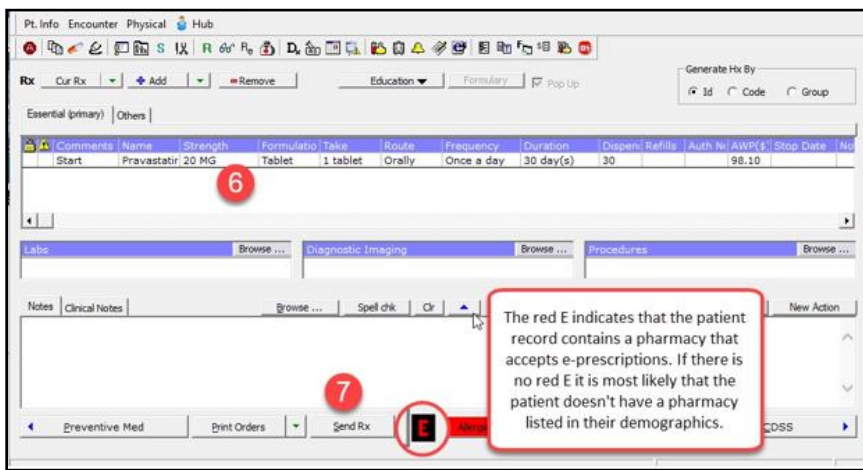 Pt. Info Encounter Physical Hub
S R Re Dx
Rx Cur Rx Add Remove Education Formulary Pop Up
Generate Hx By
Id Code Group
Essential (primary) Others
Comments Name Strength Formulatio Take Route Frequency Duration Dispen Refills Auth AWP($ Stop Date No
Start Pravastatir 20 MG Tablet 1 tablet Orally Once a day 30 day(s) 30 98.10
6
Labs Browse ... Diagnostic Imaging Browse ... Procedures Browse ...
Notes Clinical Notes Browse ... Spell chk Clr New Action
The red E indicates that the patient
record contains a pharmacy that
accepts e-prescriptions. If there is
no red E it is most likely that the
patient doesn't have a pharmacy
listed in their demographics.
7
Preventive Med Print Orders Send Rx E CDSS